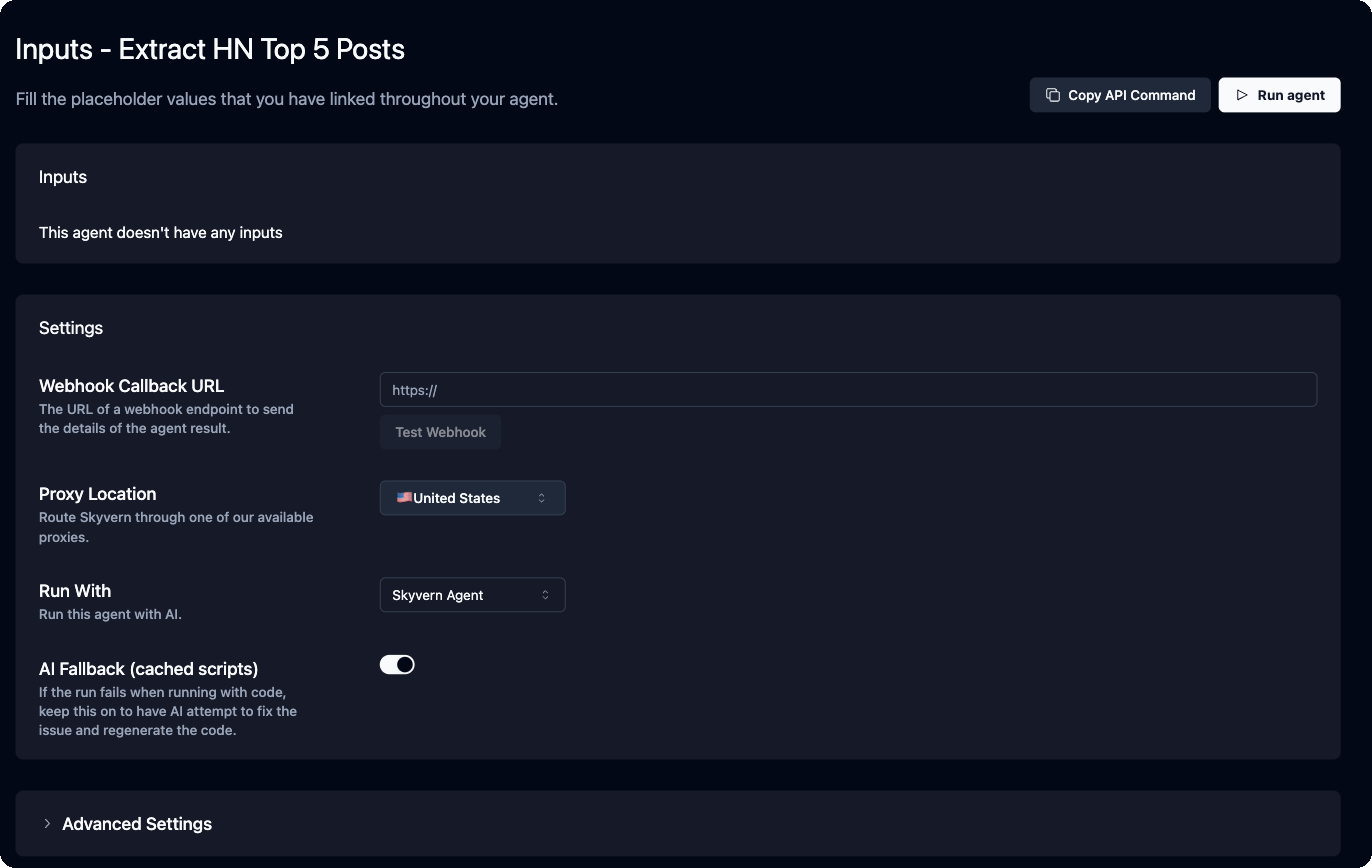 Inputs - Extract HN Top 5 Posts
Fill the placeholder values that you have linked throughout your agent.
Copy API Command
Run agent
Inputs
This agent doesn't have any inputs
Settings
Webhook Callback URL
The URL of a webhook endpoint to send
the details of the agent result.
https://
Test Webhook
Proxy Location
Route Skyvern through one of our available
proxies.
United States
Run With
Run this agent with AI.
Skyvern Agent
AI Fallback (cached scripts)
If the run fails when running with code,
keep this on to have AI attempt to fix the
issue and regenerate the code.
Advanced Settings